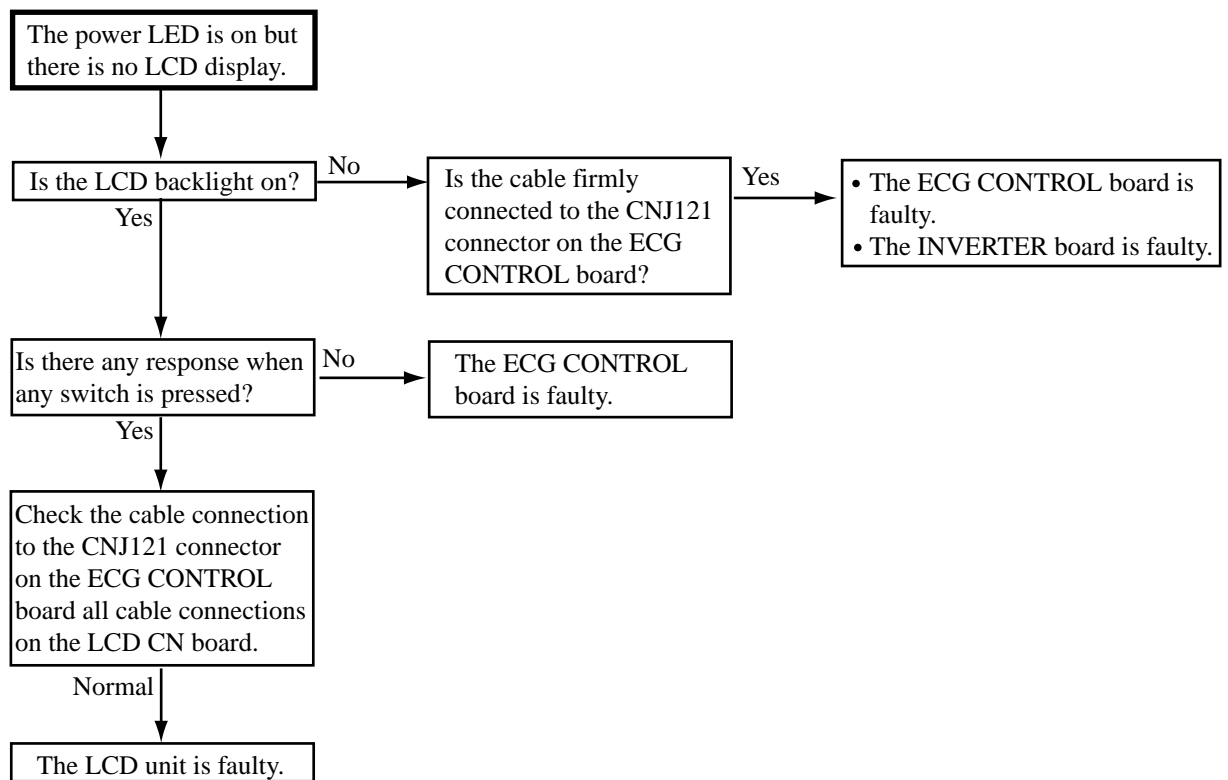 The power LED is on but
there is no LCD display.
Is the LCD backlight on?
No
Is the cable firmly
connected to the CNJ121
connector on the ECG
CONTROL board?
Yes
• The ECG CONTROL board is
faulty.
• The INVERTER board is faulty.
Yes
Is there any response when
any switch is pressed?
No
The ECG CONTROL
board is faulty.
Yes
Check the cable connection
to the CNJ121 connector
on the ECG CONTROL
board all cable connections
on the LCD CN board.
Normal
The LCD unit is faulty.